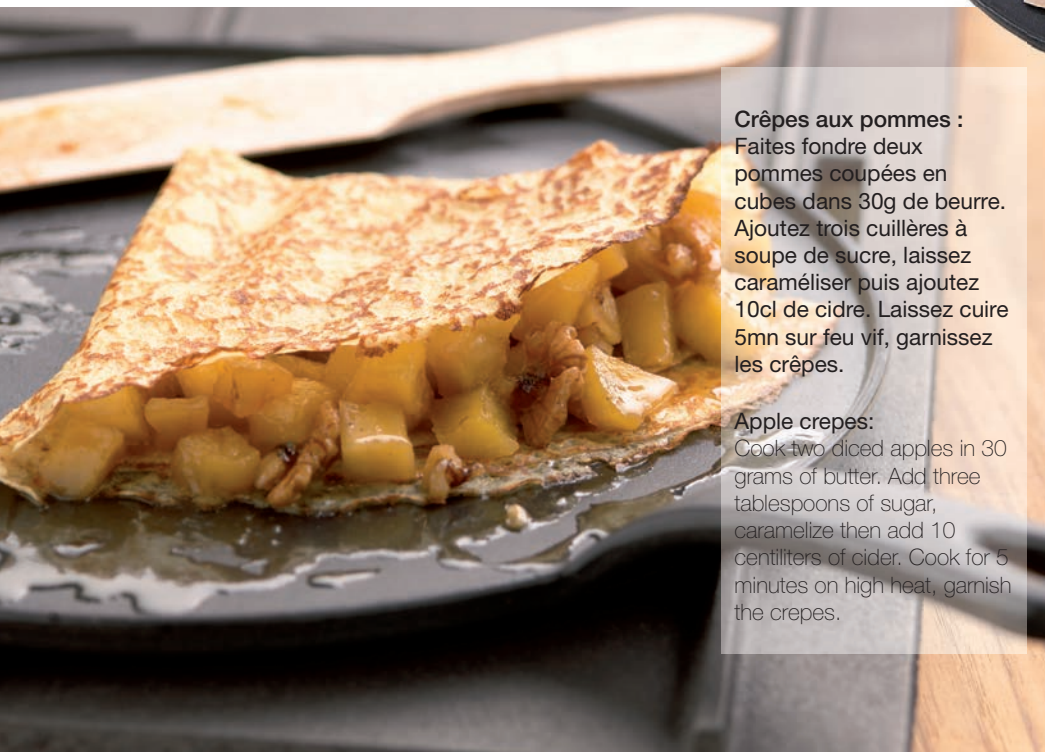 Crêpes aux pommes :
Faites fondre deux
pommes coupées en
cubes dans 30g de beurre.
Ajoutez trois cuillères à
soupe de sucre, laissez
caraméliser puis ajoutez
10cl de cidre. Laissez cuire
5mn sur feu vif, garnissez
les crêpes.
Apple crepes:
Cook two diced apples in 30
grams of butter. Add three
tablespoons of sugar,
caramelize then add 10
centiliters of cider. Cook for 5
minutes on high heat, garnish
the crepes.